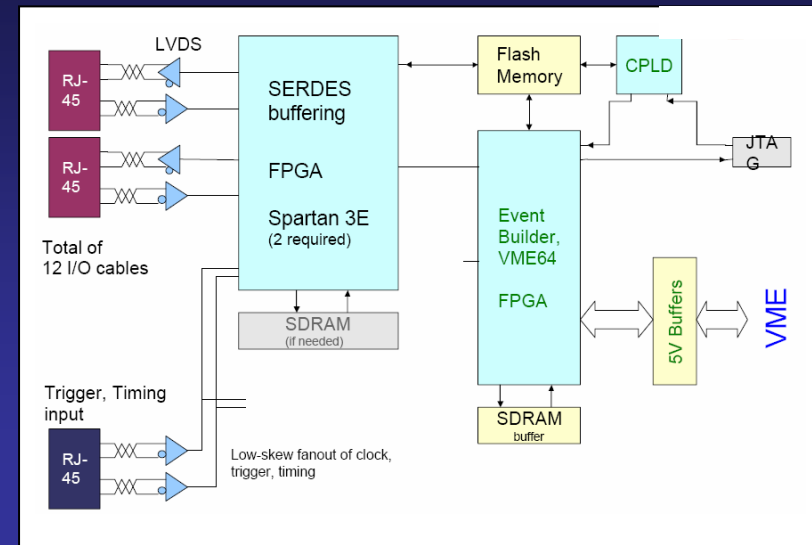 LVDS
RJ-
45
RJ-
45
Total of
12 I/O cables
SERDES
buffering
FPGA
Spartan 3E
(2 required)
SDRAM
(if needed)
Flash
Memory
CPLD
JTA
G
Event
Builder,
VME64
FPGA
5V Buffers
VME
SDRAM
buffer
Trigger, Timing
input
RJ-
45
Low-skew fanout of clock,
trigger, timing